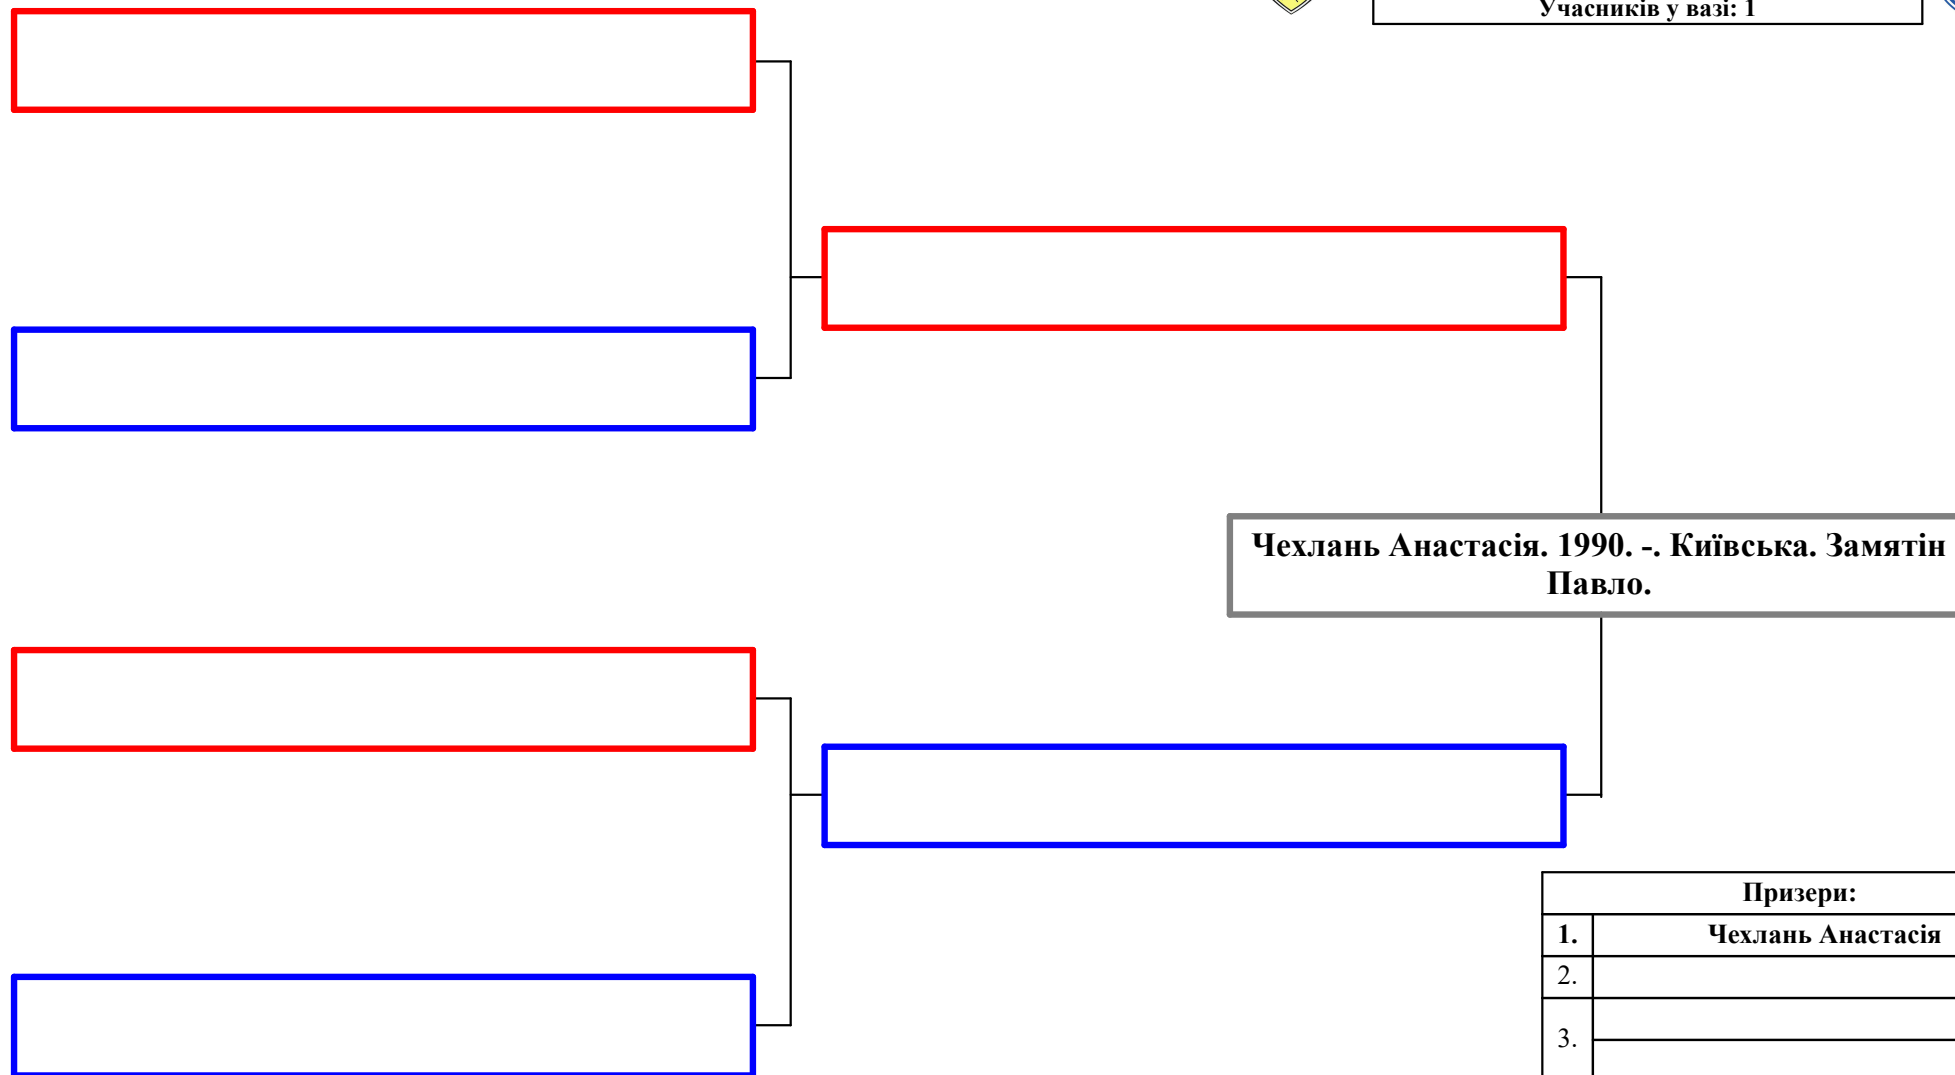 Учасників у вазі: 1
Чехлань Анастасія. 1990. -. Київська. Замятін
Павло.
Призери:
1. Чехлань Анастасія
2.
3.